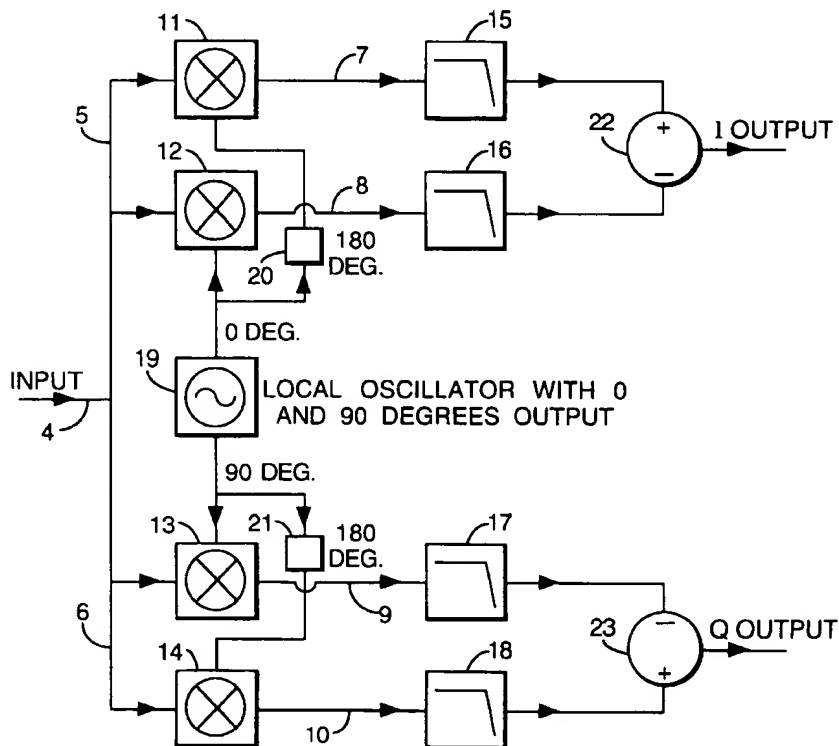 11
15
7
5
+
22
I OUTPUT
−
12
16
8
180
DEG.
20
0 DEG.
19
INPUT
4
LOCAL OSCILLATOR WITH 0
AND 90 DEGREES OUTPUT
90 DEG.
13
21
180
DEG.
17
9
−
23
Q OUTPUT
+
6
14
18
10